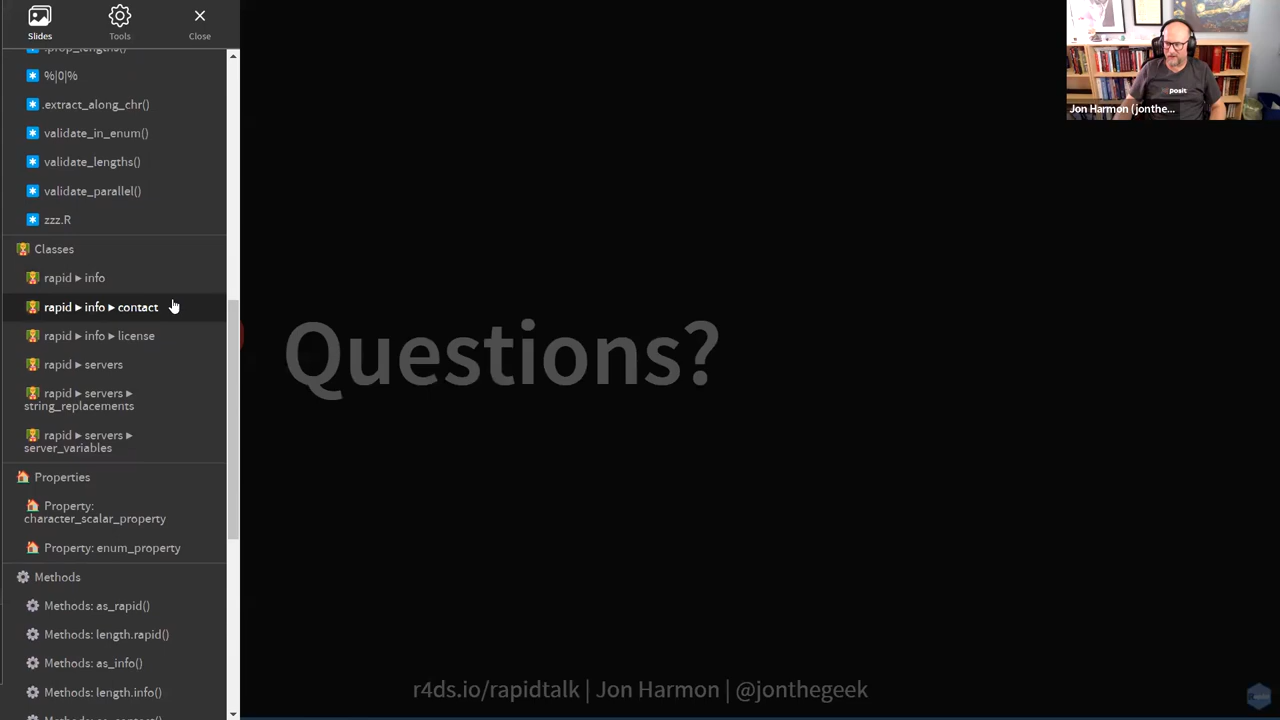 Slides
Tools
Close
.prop_lengths()
%|0|%
.extract_along_chr()
validate_in_enum()
validate_lengths()
validate_parallel()
zzz.R
Classes
rapid ▸ info
rapid ▸ info ▸ contact
rapid ▸ info ▸ license
rapid ▸ servers
rapid ▸ servers ▸
string_replacements
rapid ▸ servers ▸
server_variables
Properties
Property:
character_scalar_property
Property: enum_property
Methods
Methods: as_rapid()
Methods: length.rapid()
Methods: as_info()
Methods: length.info()
Questions?
r4ds.io/rapidtalk | Jon Harmon | @jonthegeek
posit
Jon Harmon (jonthe...